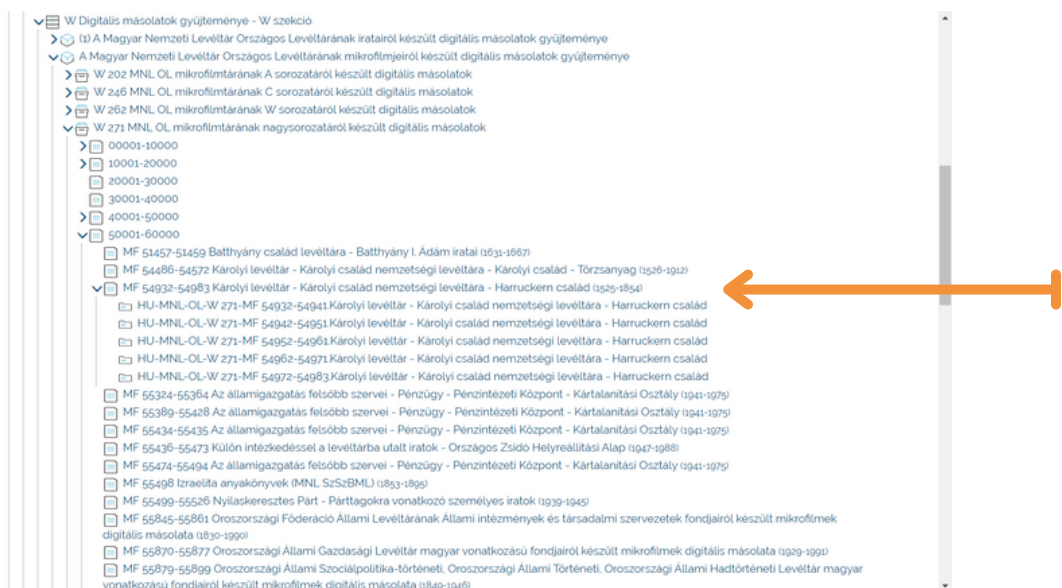 W Digitális másolatok gyűjteménye - W szekció
(1) A Magyar Nemzeti Levéltár Országos Levéltárának iratairól készült digitális másolatok gyűjteménye
A Magyar Nemzeti Levéltár Országos Levéltárának mikrofilmjeiről készült digitális másolatok gyűjteménye
W 202 MNL OL mikrofilmtárának A sorozatáról készült digitális másolatok
W 246 MNL OL mikrofilmtárának C sorozatáról készült digitális másolatok
W 262 MNL OL mikrofilmtárának W sorozatáról készült digitális másolatok
W 271 MNL OL mikrofilmtárának nagysorozatáról készült digitális másolatok
00001-10000
10001-20000
20001-30000
30001-40000
40001-50000
50001-60000
MF 51457-51459 Batthyány család levéltára - Batthyány I. Ádám iratai (1631-1667)
MF 54486-54572 Károlyi levéltár - Károlyi család nemzetségi levéltára - Károlyi család - Törzsanyag (1526-1912)
MF 54932-54983 Károlyi levéltár - Károlyi család nemzetségi levéltára - Harruckern család (1525-1854)
HU-MNL-OL-W 271-MF 54932-54941.Károlyi levéltár - Károlyi család nemzetségi levéltára - Harruckern család
HU-MNL-OL-W 271-MF 54942-54951.Károlyi levéltár - Károlyi család nemzetségi levéltára - Harruckern család
HU-MNL-OL-W 271-MF 54952-54961.Károlyi levéltár - Károlyi család nemzetségi levéltára - Harruckern család
HU-MNL-OL-W 271-MF 54962-54971.Károlyi levéltár - Károlyi család nemzetségi levéltára - Harruckern család
HU-MNL-OL-W 271-MF 54972-54983.Károlyi levéltár - Károlyi család nemzetségi levéltára - Harruckern család
MF 55324-55364 Az államigazgatás felsőbb szervei - Pénzügy - Pénzintézeti Központ - Kártalanítási Osztály (1941-1975)
MF 55389-55428 Az államigazgatás felsőbb szervei - Pénzügy - Pénzintézeti Központ - Kártalanítási Osztály (1941-1975)
MF 55434-55435 Az államigazgatás felsőbb szervei - Pénzügy - Pénzintézeti Központ - Kártalanítási Osztály (1941-1975)
MF 55436-55473 Külön intézkedéssel a levéltárba utalt iratok - Országos Zsidó Helyreállítási Alap (1947-1988)
MF 55474-55494 Az államigazgatás felsőbb szervei - Pénzügy - Pénzintézeti Központ - Kártalanítási Osztály (1941-1975)
MF 55498 Izraelita anyakönyvek (MNL SzSzBML) (1853-1895)
MF 55499-55526 Nyilaskeresztes Párt - Párttagokra vonatkozó személyes iratok (1939-1945)
MF 55845-55861 Oroszországi Föderáció Állami Levéltárának Állami intézmények és társadalmi szervezetek fondjairól készült mikrofilmek
digitális másolata (1830-1990)
MF 55870-55877 Oroszországi Állami Gazdasági Levéltár magyar vonatkozású fondjairól készült mikrofilmek digitális másolata (1929-1991)
MF 55879-55899 Oroszországi Állami Szociálpolitika-történeti, Oroszországi Állami Történeti, Oroszországi Állami Hadtörténeti Levéltár magyar
vonatkozású fondjairól készült mikrofilmek digitális másolata (1849-1946)